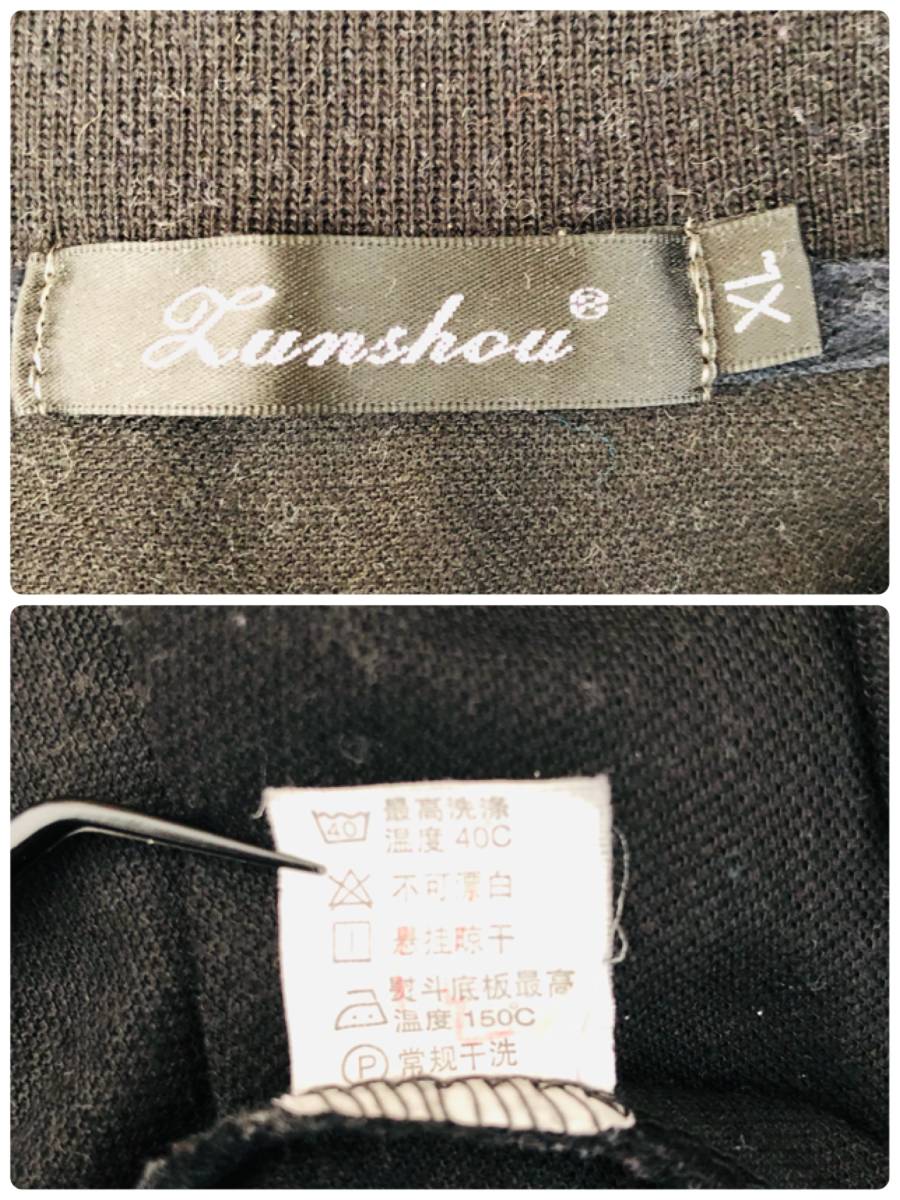 Zunshou®
XL
40
最高洗涤
温度 40C
不可漂白
悬挂晾干
熨斗底板最高
温度 150C
P
常规干洗